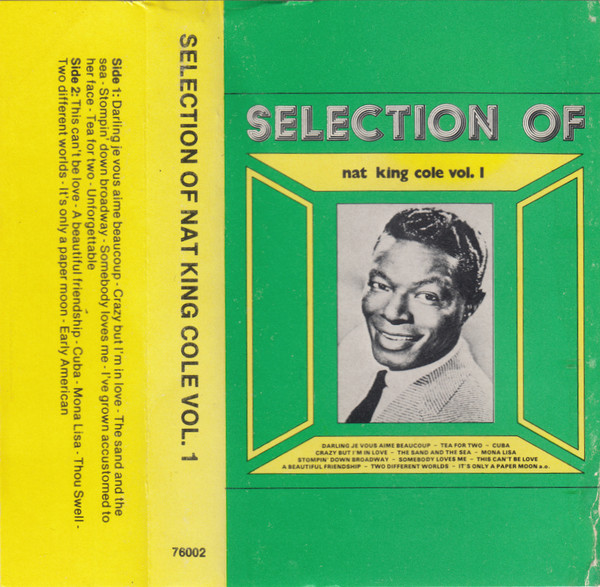 Side 1: Darling je vous aime beaucoup - Crazy but I'm in love - The sand and the
sea - Stompin' down broadway - Somebody loves me - I've grown accustomed to
her face - Tea for two - Unforgettable
Side 2: This can't be love - A beautiful friendship - Cuba - Mona Lisa - Thou Swell -
Two different worlds - It's only a paper moon - Early American
SELECTION OF NAT KING COLE VOL. 1
76002
SELECTION OF
nat king cole vol. 1
DARLING JE VOUS AIME BEAUCOUP - TEA FOR TWO - CUBA
CRAZY BUT I'M IN LOVE - THE SAND AND THE SEA - MONA LISA
STOMPIN' DOWN BROADWAY - SOMEBODY LOVES ME - THIS CAN'T BE LOVE
A BEAUTIFUL FRIENDSHIP - TWO DIFFERENT WORLDS - IT'S ONLY A PAPER MOON a.o.